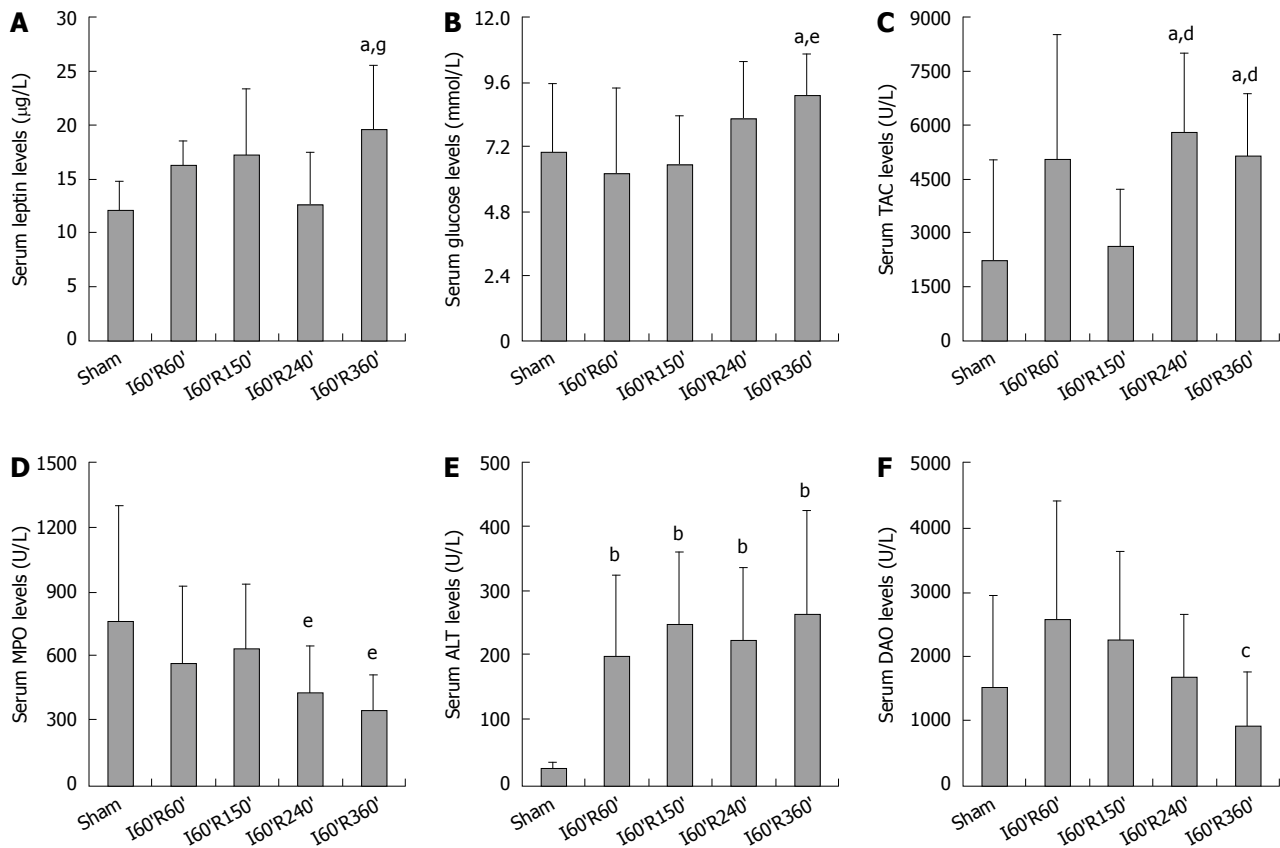 A
Serum leptin levels (μg/L)
30
25
20
15
10
5
0
a,g
Sham
I60'R60'
I60'R150'
I60'R240'
I60'R360'
B
Serum glucose levels (mmol/L)
12.0
9.6
7.2
4.8
2.4
0
a,e
Sham
I60'R60'
I60'R150'
I60'R240'
I60'R360'
C
Serum TAC levels (U/L)
9000
7500
6000
4500
3000
1500
0
a,d
a,d
Sham
I60'R60'
I60'R150'
I60'R240'
I60'R360'
D
Serum MPO levels (U/L)
1500
1200
900
600
300
0
e
e
Sham
I60'R60'
I60'R150'
I60'R240'
I60'R360'
E
Serum ALT levels (U/L)
500
400
300
200
100
0
b
b
b
b
Sham
I60'R60'
I60'R150'
I60'R240'
I60'R360'
F
Serum DAO levels (U/L)
5000
4000
3000
2000
1000
0
c
Sham
I60'R60'
I60'R150'
I60'R240'
I60'R360'